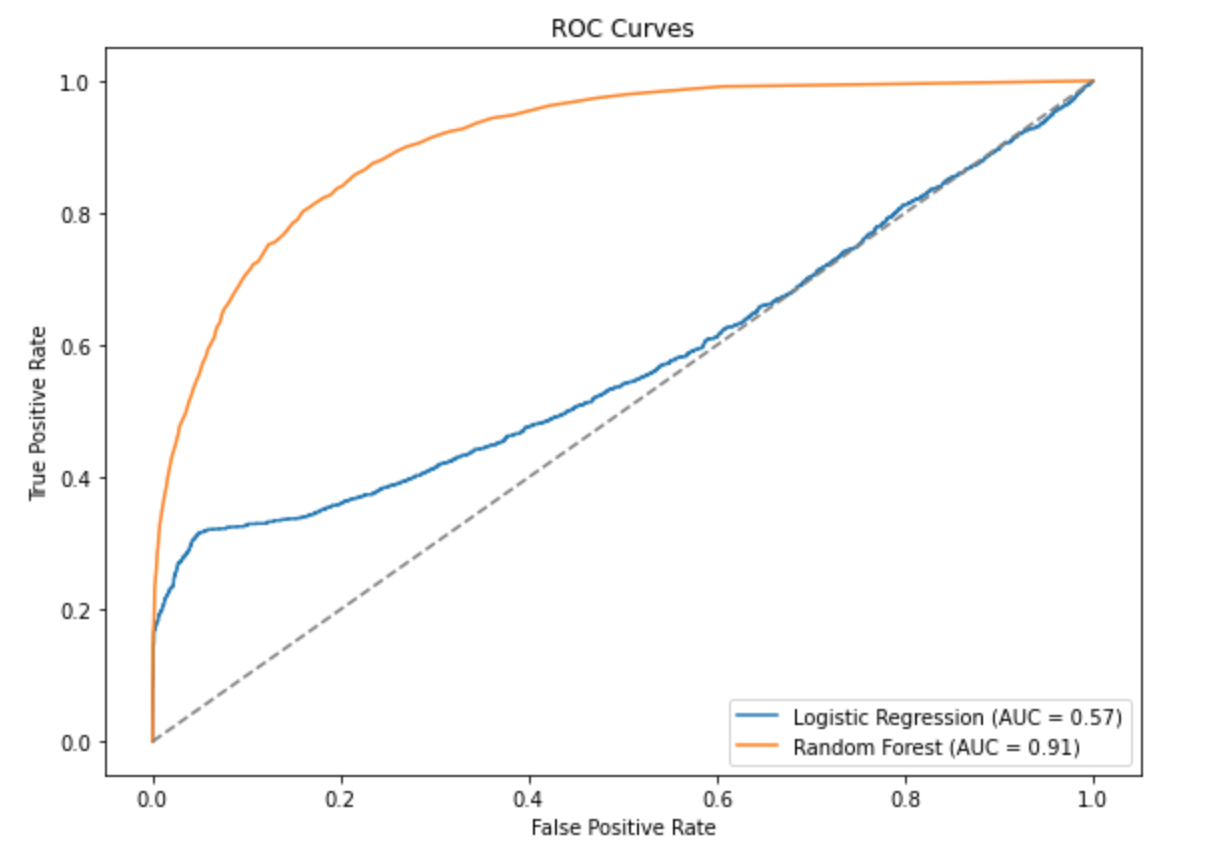 ROC Curves
1.0
0.8
0.6
0.4
0.2
0.0
True Positive Rate
Logistic Regression (AUC = 0.57)
Random Forest (AUC = 0.91)
0.0 0.2 0.4 0.6 0.8 1.0
False Positive Rate